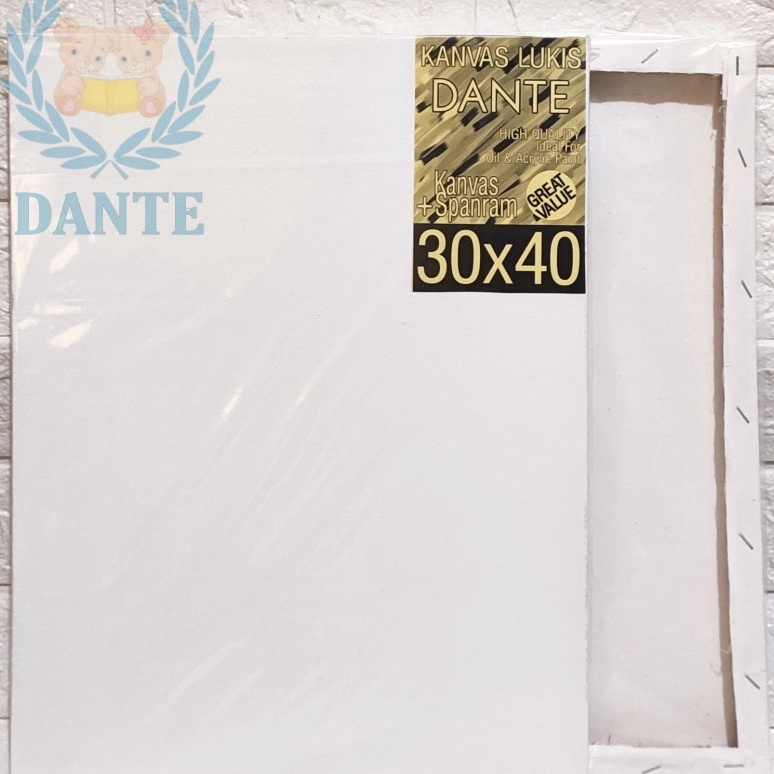 DANTE
KANVAS LUKIS
DANTE
HIGH QUALITY
Ideal For
Oil & Acrylic Paint
Kanvas
+Spanram
GREAT
VALUE
30x40